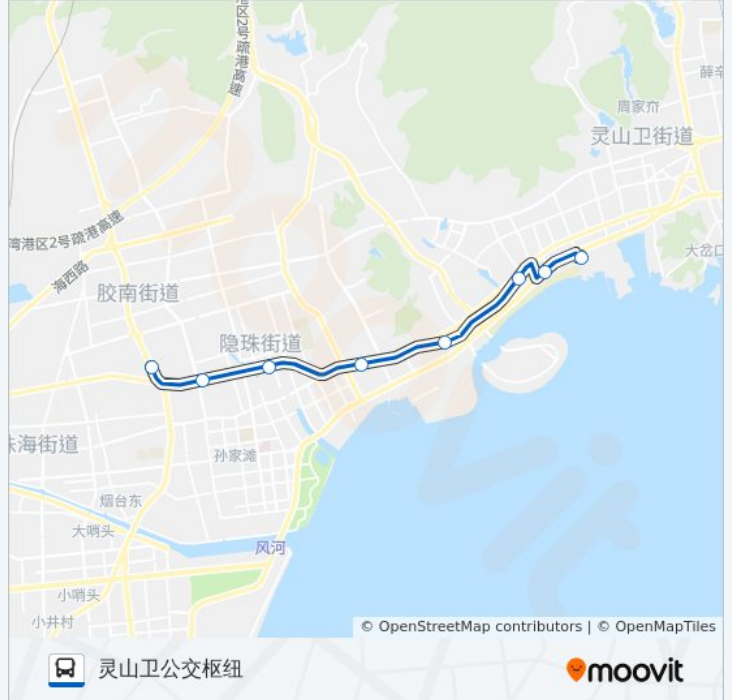 港区2号疏港高速
薛辛
周家夼
灵山卫街道
湾港区2号疏港高速
大岔口
海西路
胶南街道
隐珠街道
珠海街道
孙家滩
烟台东
大哨头
风河
小哨头
小井村
© OpenStreetMap contributors | © OpenMapTiles
灵山卫公交枢纽
moovit